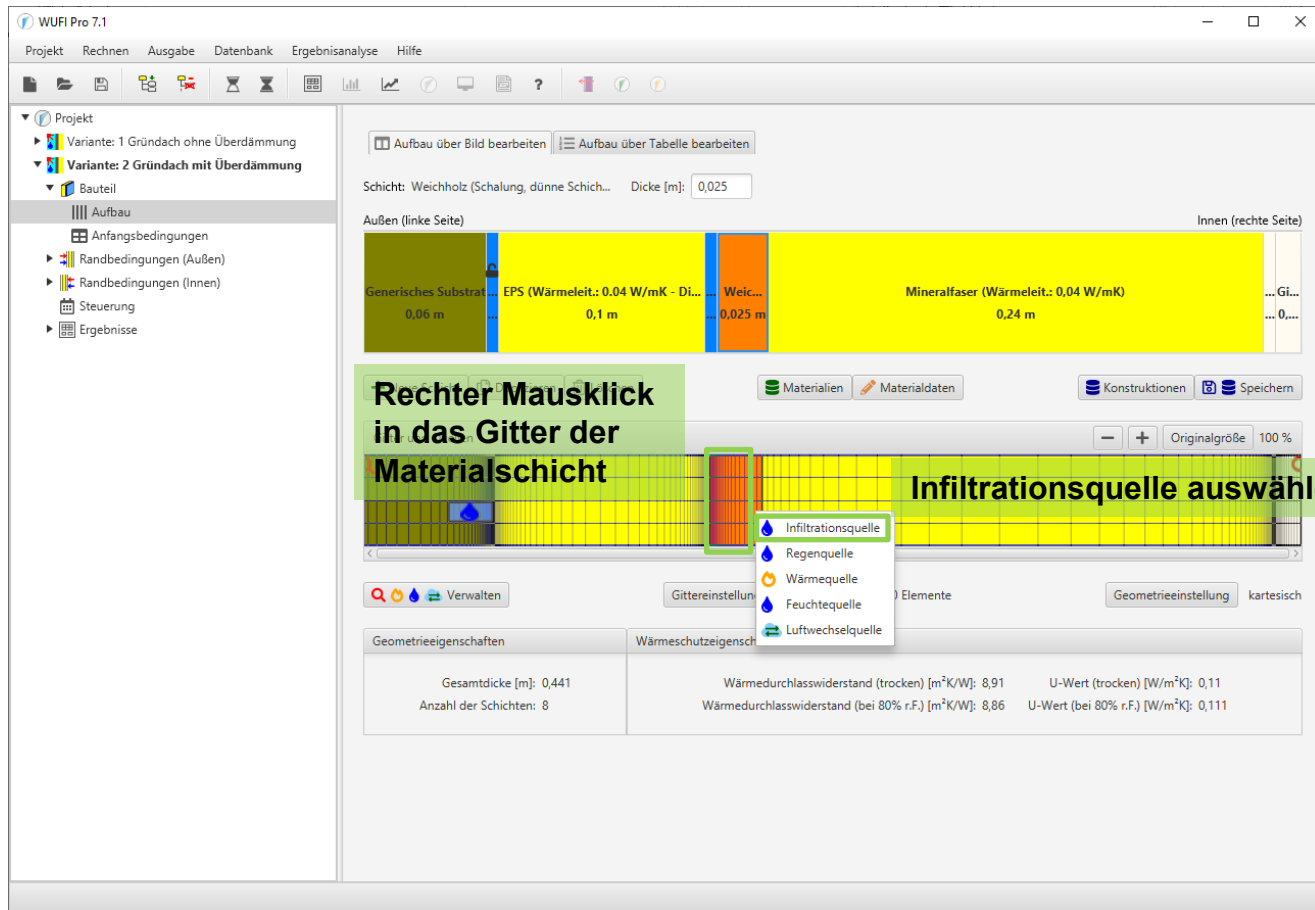 WUFI Pro 7.1
Projekt Rechnen Ausgabe Datenbank Ergebnisanalyse Hilfe
Projekt
Variante: 1 Gründach ohne Überdämmung
Variante: 2 Gründach mit Überdämmung
Bauteil
Aufbau
Anfangsbedingungen
Randbedingungen (Außen)
Randbedingungen (Innen)
Steuerung
Ergebnisse
Aufbau über Bild bearbeiten Aufbau über Tabelle bearbeiten
Schicht: Weichholz (Schalung, dünne Schich... Dicke [m]: 0,025
Außen (linke Seite) Innen (rechte Seite)
Generisches Substrat ... EPS (Wärmeleit.: 0.04 W/mK - Di... ... Weic... Mineralfaser (Wärmeleit.: 0,04 W/mK) ... Gi...
0,06 m ... 0,1 m ... 0,025 m 0,24 m ... 0,...
Materialien Materialdaten Konstruktionen Speichern
Rechter Mausklick
in das Gitter der
Materialschicht
Originalgröße 100 %
Infiltrationsquelle auswähl
Infiltrationsquelle
Regenquelle
Wärmequelle
Feuchtequelle
Luftwechselquelle
Verwalten Gittereinstellun Elemente Geometrieeinstellung kartesisch
Geometrieeigenschaften Wärmeschutzeigensch
Gesamtdicke [m]: 0,441 Wärmedurchlasswiderstand (trocken) [m²K/W]: 8,91 U-Wert (trocken) [W/m²K]: 0,11
Anzahl der Schichten: 8 Wärmedurchlasswiderstand (bei 80% r.F.) [m²K/W]: 8,86 U-Wert (bei 80% r.F.) [W/m²K]: 0,111